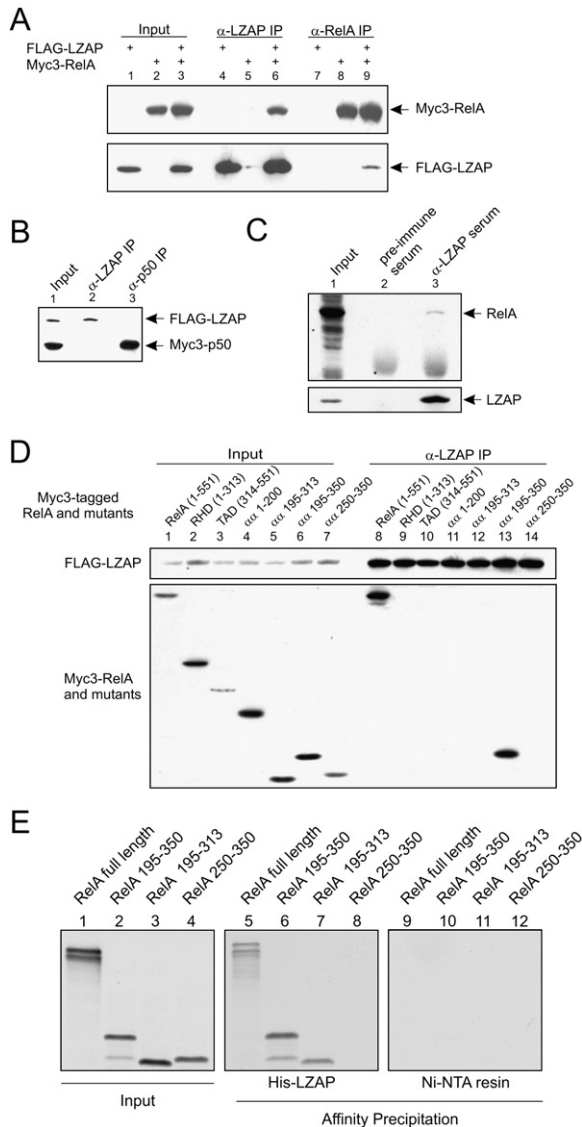 A
Input
α-LZAP IP
α-RelA IP
FLAG-LZAP + + + + + +
Myc3-RelA + + + + + +
1 2 3 4 5 6 7 8 9
Myc3-RelA
FLAG-LZAP
B
Input
α-LZAP IP
α-p50 IP
1 2 3
FLAG-LZAP
Myc3-p50
C
Input
pre-immune serum
α-LZAP serum
1 2 3
RelA
LZAP
D
Input
α-LZAP IP
Myc3-tagged
RelA and mutants
RelA (1-551)
RHD (1-313)
TAD (314-551)
αα 1-200
αα 195-313
αα 195-350
αα 250-350
RelA (1-551)
RHD (1-313)
TAD (314-551)
αα 1-200
αα 195-313
αα 195-350
αα 250-350
1 2 3 4 5 6 7 8 9 10 11 12 13 14
FLAG-LZAP
Myc3-RelA
and mutants
E
RelA full length
RelA 195-350
RelA 195-313
RelA 250-350
RelA full length
RelA 195-350
RelA 195-313
RelA 250-350
RelA full length
RelA 195-350
RelA 195-313
RelA 250-350
1 2 3 4 5 6 7 8 9 10 11 12
Input
His-LZAP
Ni-NTA resin
Affinity Precipitation